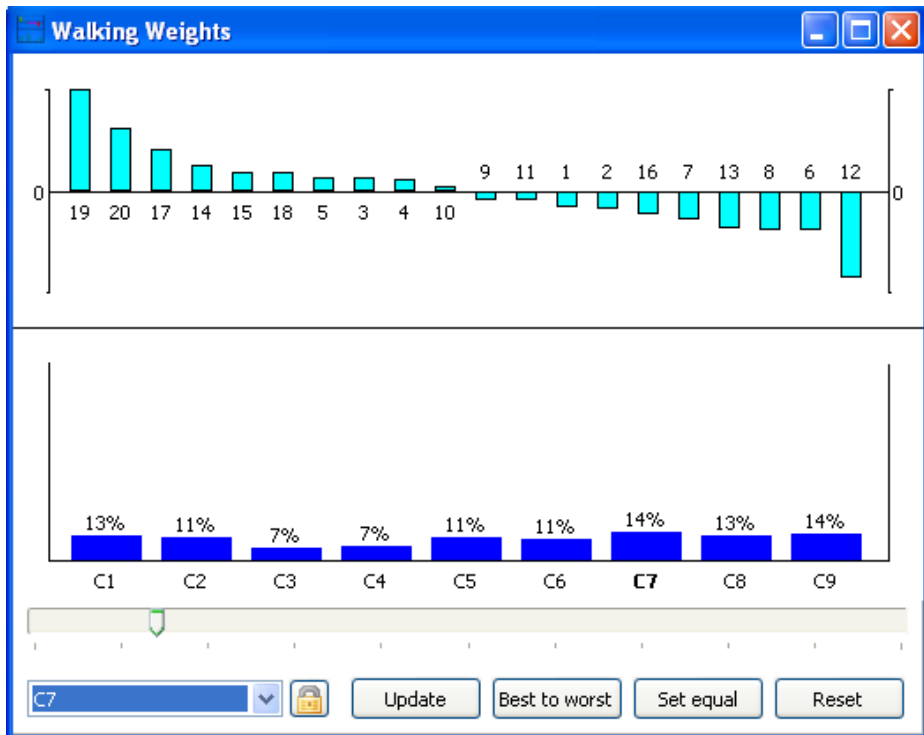 Walking Weights
9 11 1 2 16 7 13 8 6 12
0 0
19 20 17 14 15 18 5 3 4 10
13% 11% 7% 7% 11% 11% 14% 13% 14%
C1 C2 C3 C4 C5 C6 C7 C8 C9
C7 Update Best to worst Set equal Reset